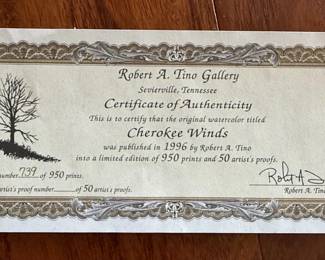 Robert A. Tino Gallery
Sevierville, Tennessee
Certificate of Authenticity
This is to certify that the original watercolor titled
Cherokee Winds
was published in 1996 by Robert A. Tino
into a limited edition of 950 prints and 50 artist's proofs.
number 739 of 950 prints.
artist's proof number of 50 artist's proofs.
Robert A. Tino